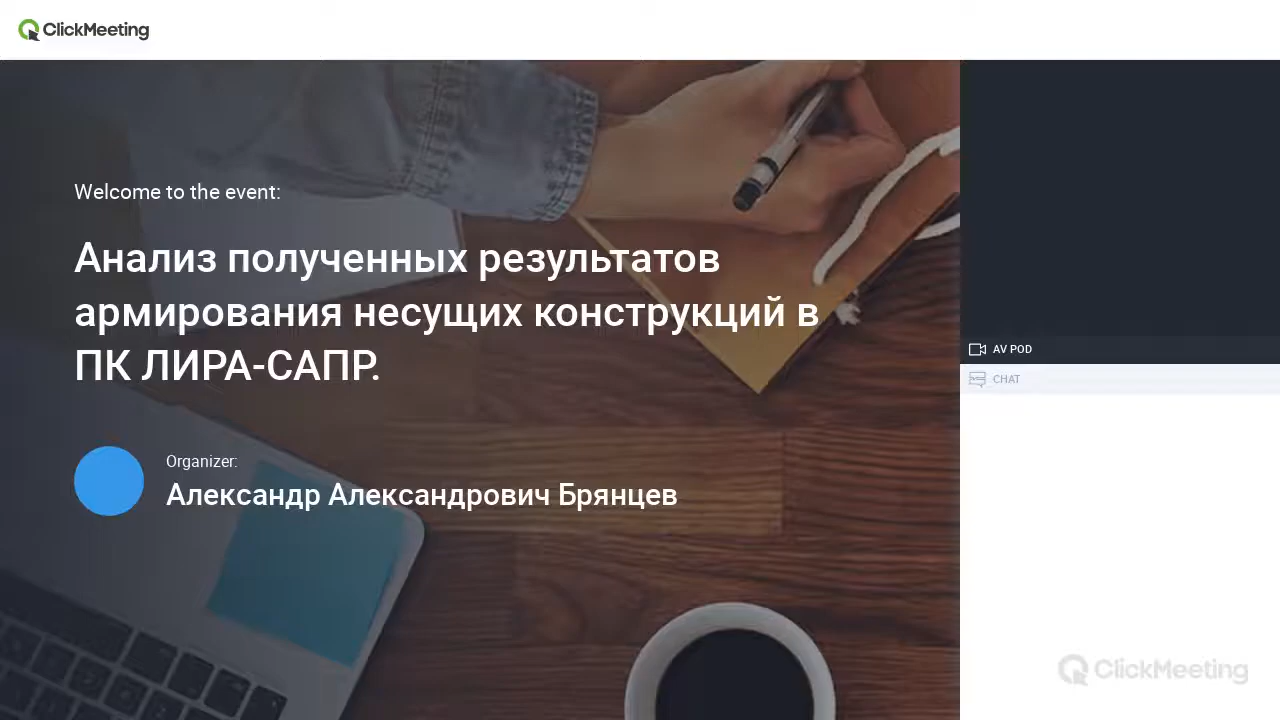 ClickMeeting
Welcome to the event:
Анализ полученных результатов
армирования несущих конструкций в
ПК ЛИРА-САПР.
Organizer:
Александр Александрович Брянцев
AV POD
CHAT
ClickMeeting